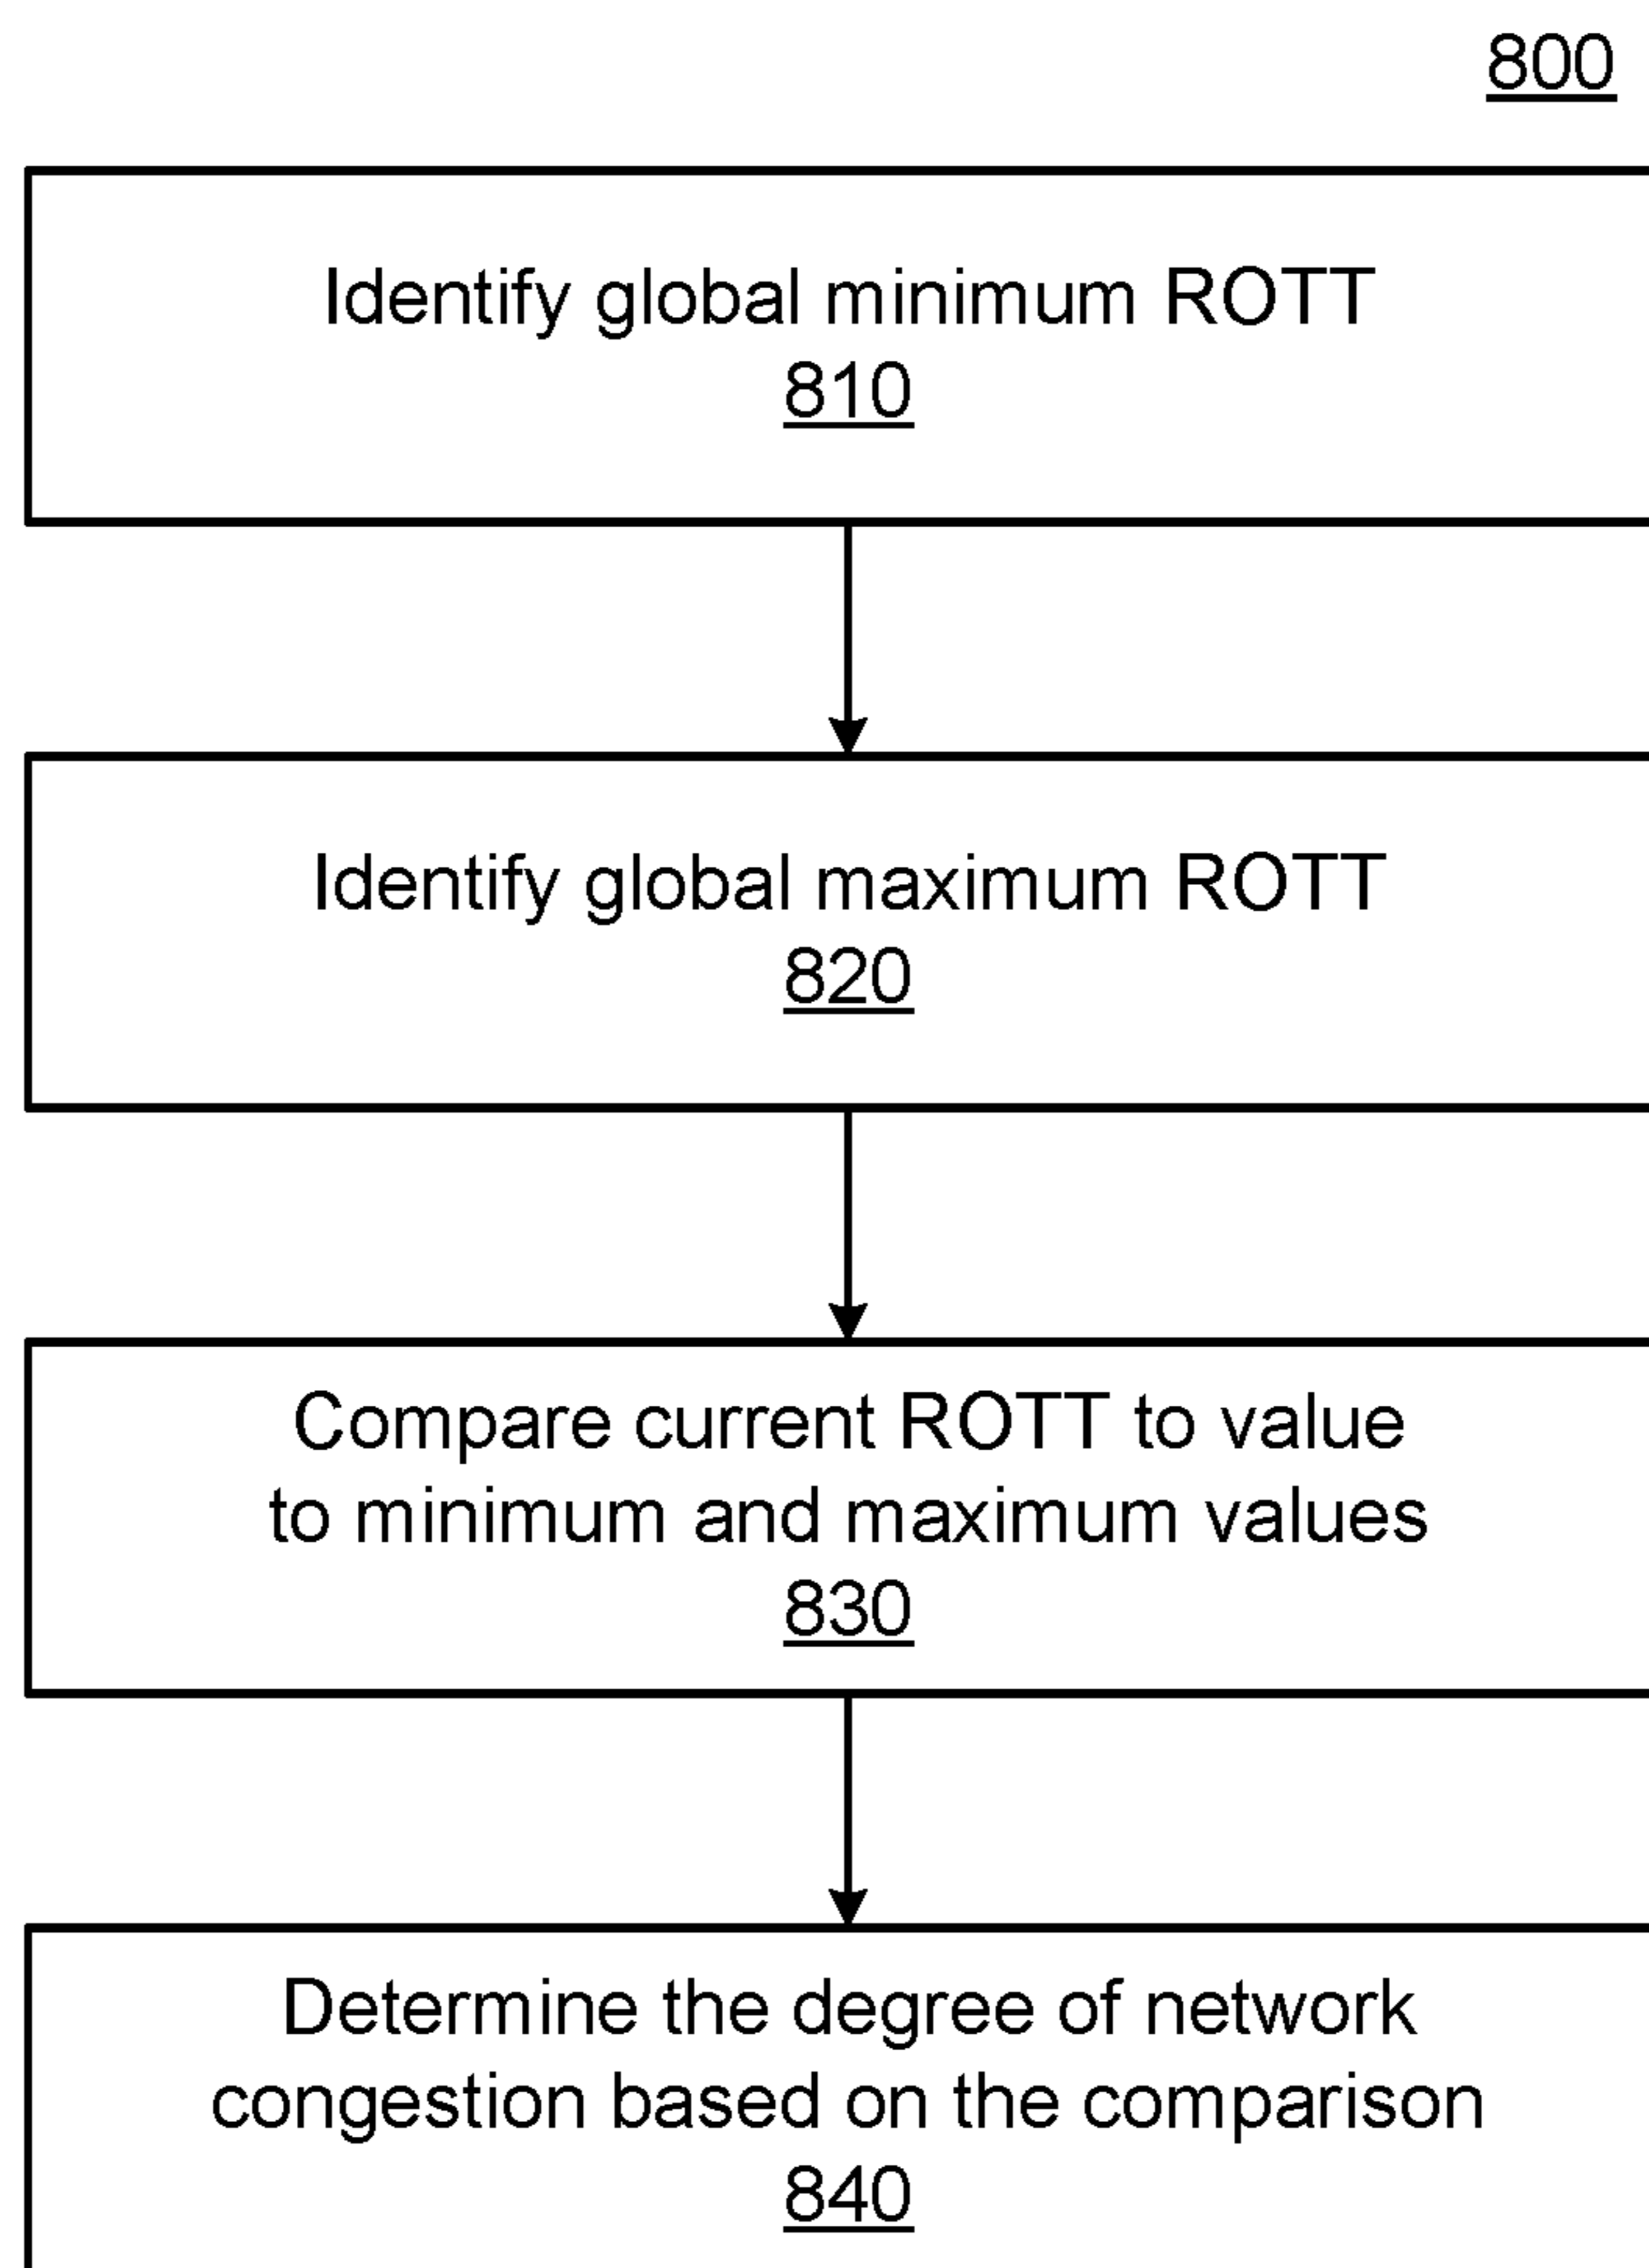 800
Identify global minimum ROTT
810
Identify global maximum ROTT
820
Compare current ROTT to value
to minimum and maximum values
830
Determine the degree of network
congestion based on the comparison
840